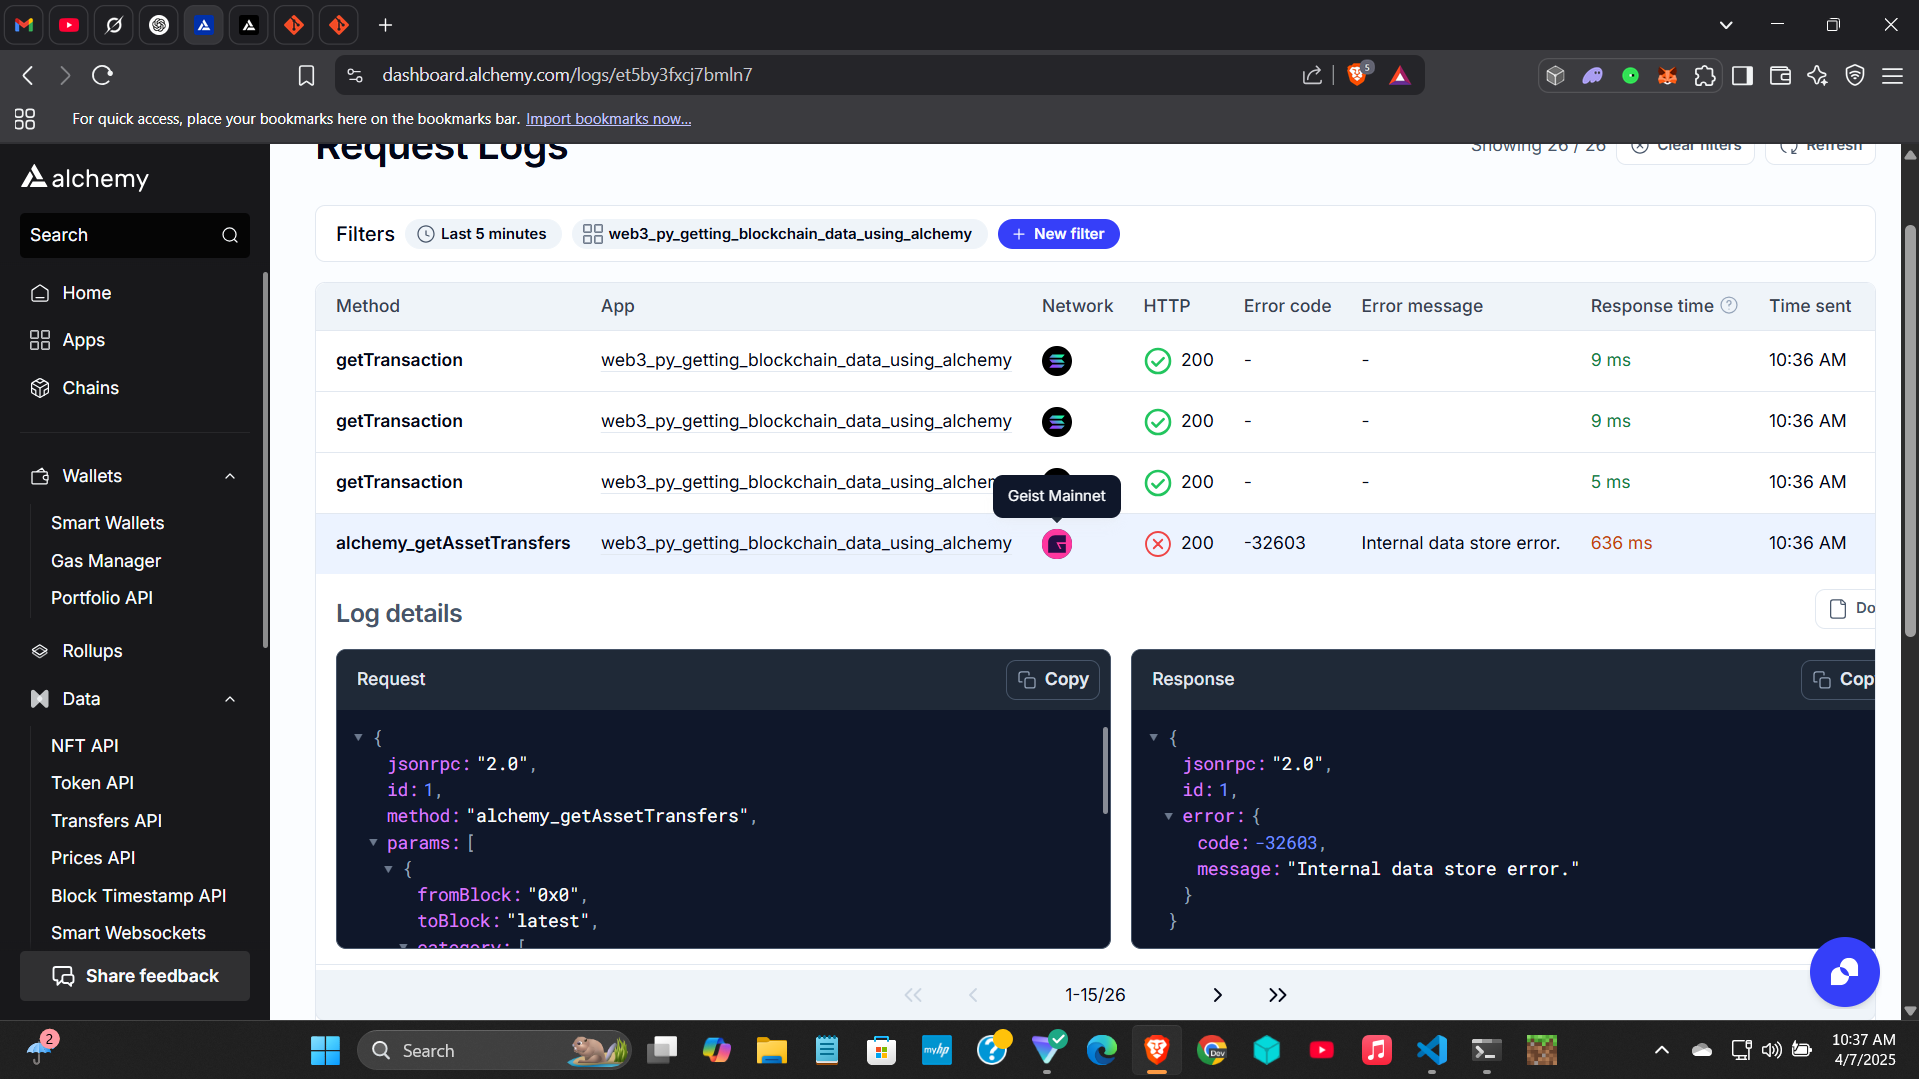 dashboard.alchemy.com/logs/et5by3fxcj7bmln7
5
For quick access, place your bookmarks here on the bookmarks bar. Import bookmarks now...
alchemy
Search
Home
Apps
Chains
Wallets
Smart Wallets
Gas Manager
Portfolio API
Rollups
Data
NFT API
Token API
Transfers API
Prices API
Block Timestamp API
Smart Websockets
Share feedback
Request Logs
Showing 26 / 26
Clear filters
Refresh
Filters
Last 5 minutes
web3_py_getting_blockchain_data_using_alchemy
+ New filter
Method App Network HTTP Error code Error message Response time Time sent
getTransaction web3_py_getting_blockchain_data_using_alchemy 200 - - 9 ms 10:36 AM
getTransaction web3_py_getting_blockchain_data_using_alchemy 200 - - 9 ms 10:36 AM
getTransaction web3_py_getting_blockchain_data_using_alchem 200 - - 5 ms 10:36 AM
Geist Mainnet
alchemy_getAssetTransfers web3_py_getting_blockchain_data_using_alchemy 200 -32603 Internal data store error. 636 ms 10:36 AM
Log details
Do
Request
Copy
{
jsonrpc: "2.0",
id: 1,
method: "alchemy_getAssetTransfers",
params: [
{
fromBlock: "0x0",
toBlock: "latest",
category: [
Response
Cop
{
jsonrpc: "2.0",
id: 1,
error: {
code: -32603,
message: "Internal data store error."
}
}
1-15/26
2
Search
myhp
Dev
10:37 AM
4/7/2025